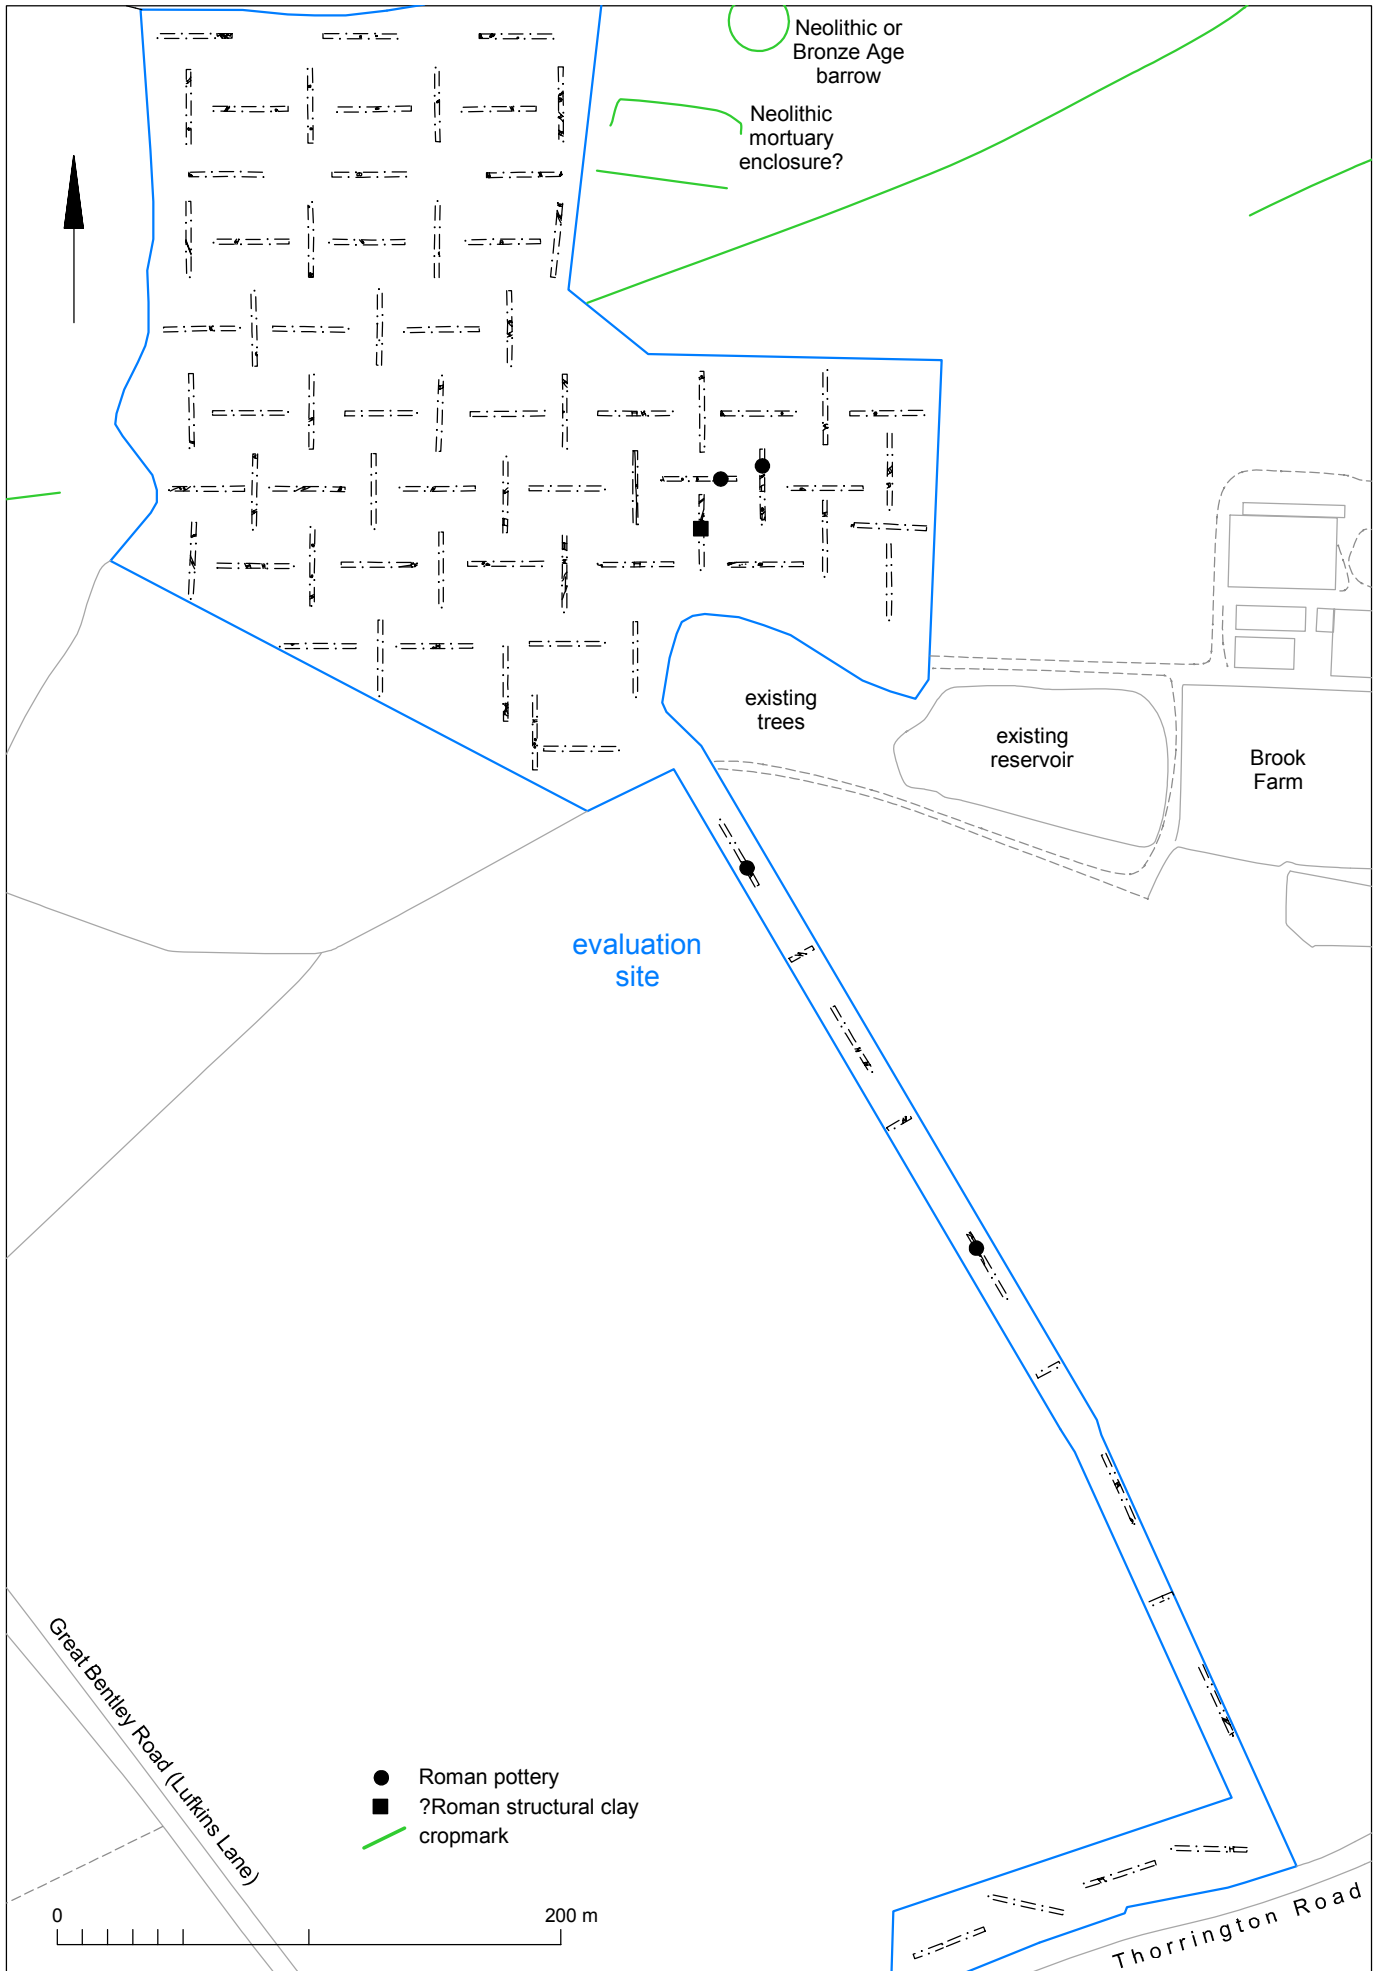 Neolithic or
Bronze Age
barrow
Neolithic
mortuary
enclosure?
existing
trees
existing
reservoir
Brook
Farm
evaluation
site
Great Bentley Road (Lufkins Lane)
Roman pottery
?Roman structural clay
cropmark
0
200 m
Thorrington Road